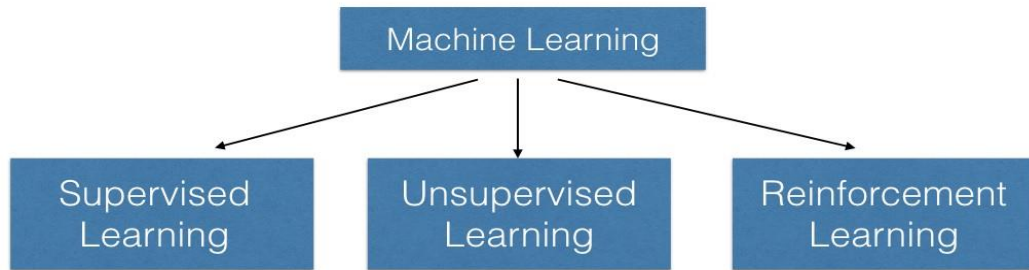 Machine Learning
Supervised
Learning
Unsupervised
Learning
Reinforcement
Learning